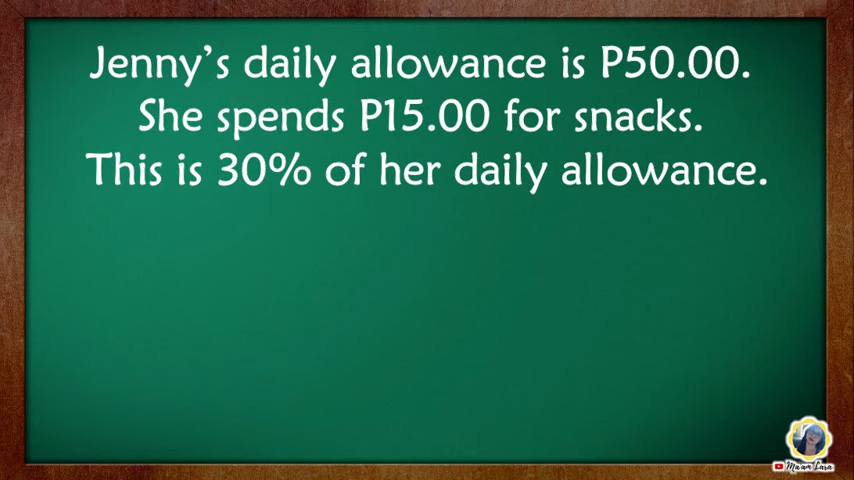 Jenny’s daily allowance is P50.00.
She spends P15.00 for snacks.
This is 30% of her daily allowance.
Ma'am Lara